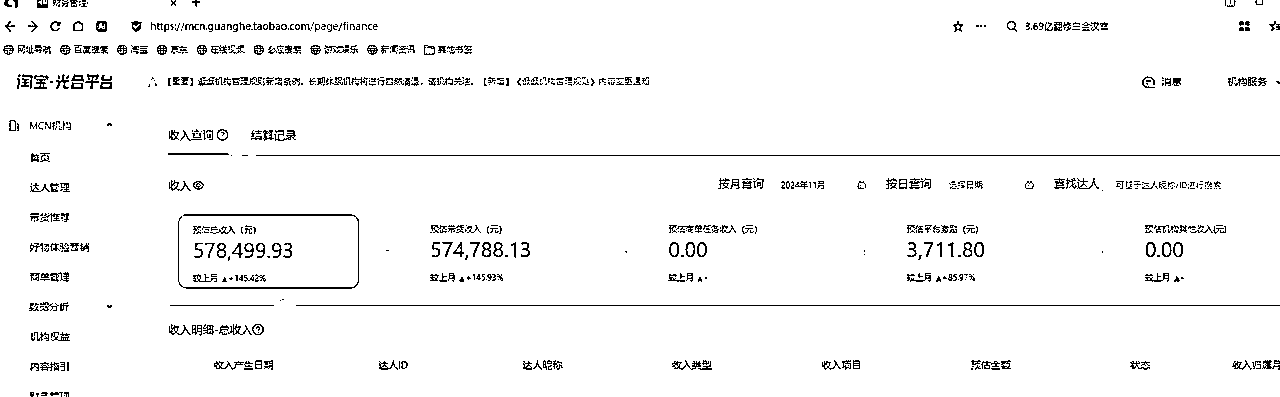 财务管理
https://mcn.guanghe.taobao.com/page/finance
3.69亿翻修三会议室
网址导航 百度搜索 淘宝 京东 在线视频 必应搜索 游戏娱乐 新闻资讯 其他书签
淘宝·光合平台
消息 机构服务
MCN机构
收入查询 结算记录
首页
达人管理
收入 按月查询 2024年11月 按日查询 选择日期 查找达人 可基于达人昵称/ID进行搜索
带货推荐
预估总收入 (元) 预估带货收入 (元) 预估商单任务收入 (元) 预估平台激励 (元) 预估机构其他收入(元)
好物体验营销
578,499.93 574,788.13 0.00 3,711.80 0.00
商单管理
较上月 ▲+145.42% 较上月 ▲+145.93% 较上月 ▲- 较上月 ▲+85.97% 较上月 ▲-
数据分析
收入明细-总收入
机构权益
内容指引
收入产生日期 达人ID 达人昵称 收入类型 收入项目 预估金额 状态 收入归属月
财务管理